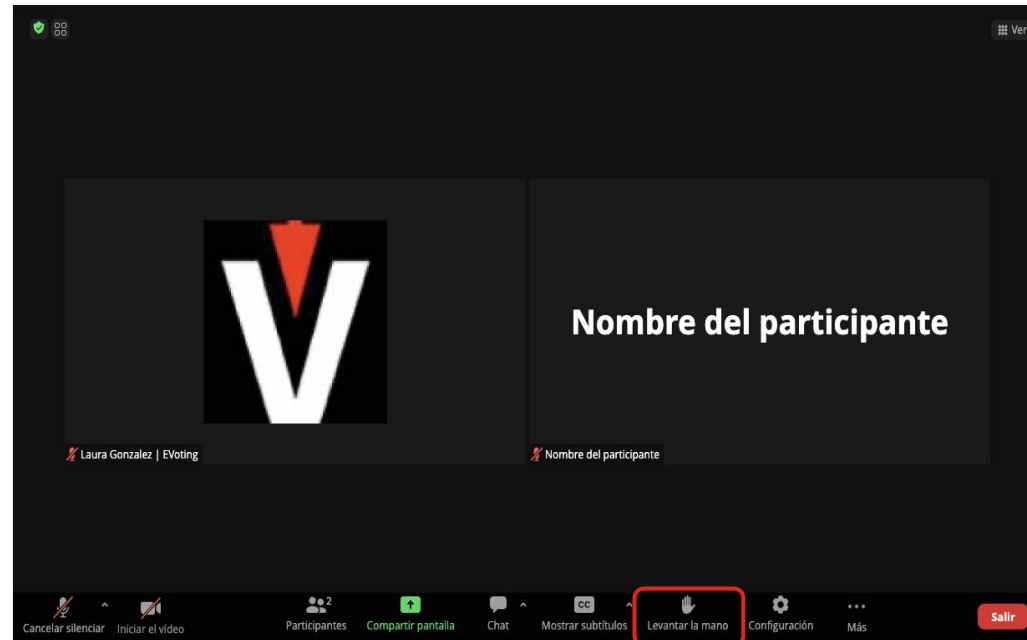 Ver
Nombre del participante
Laura Gonzalez | EVoting
Nombre del participante
2
CC
Cancelar silenciar
Iniciar el vídeo
Participantes
Compartir pantalla
Chat
Mostrar subtítulos
Levantar la mano
Configuración
Más
Salir